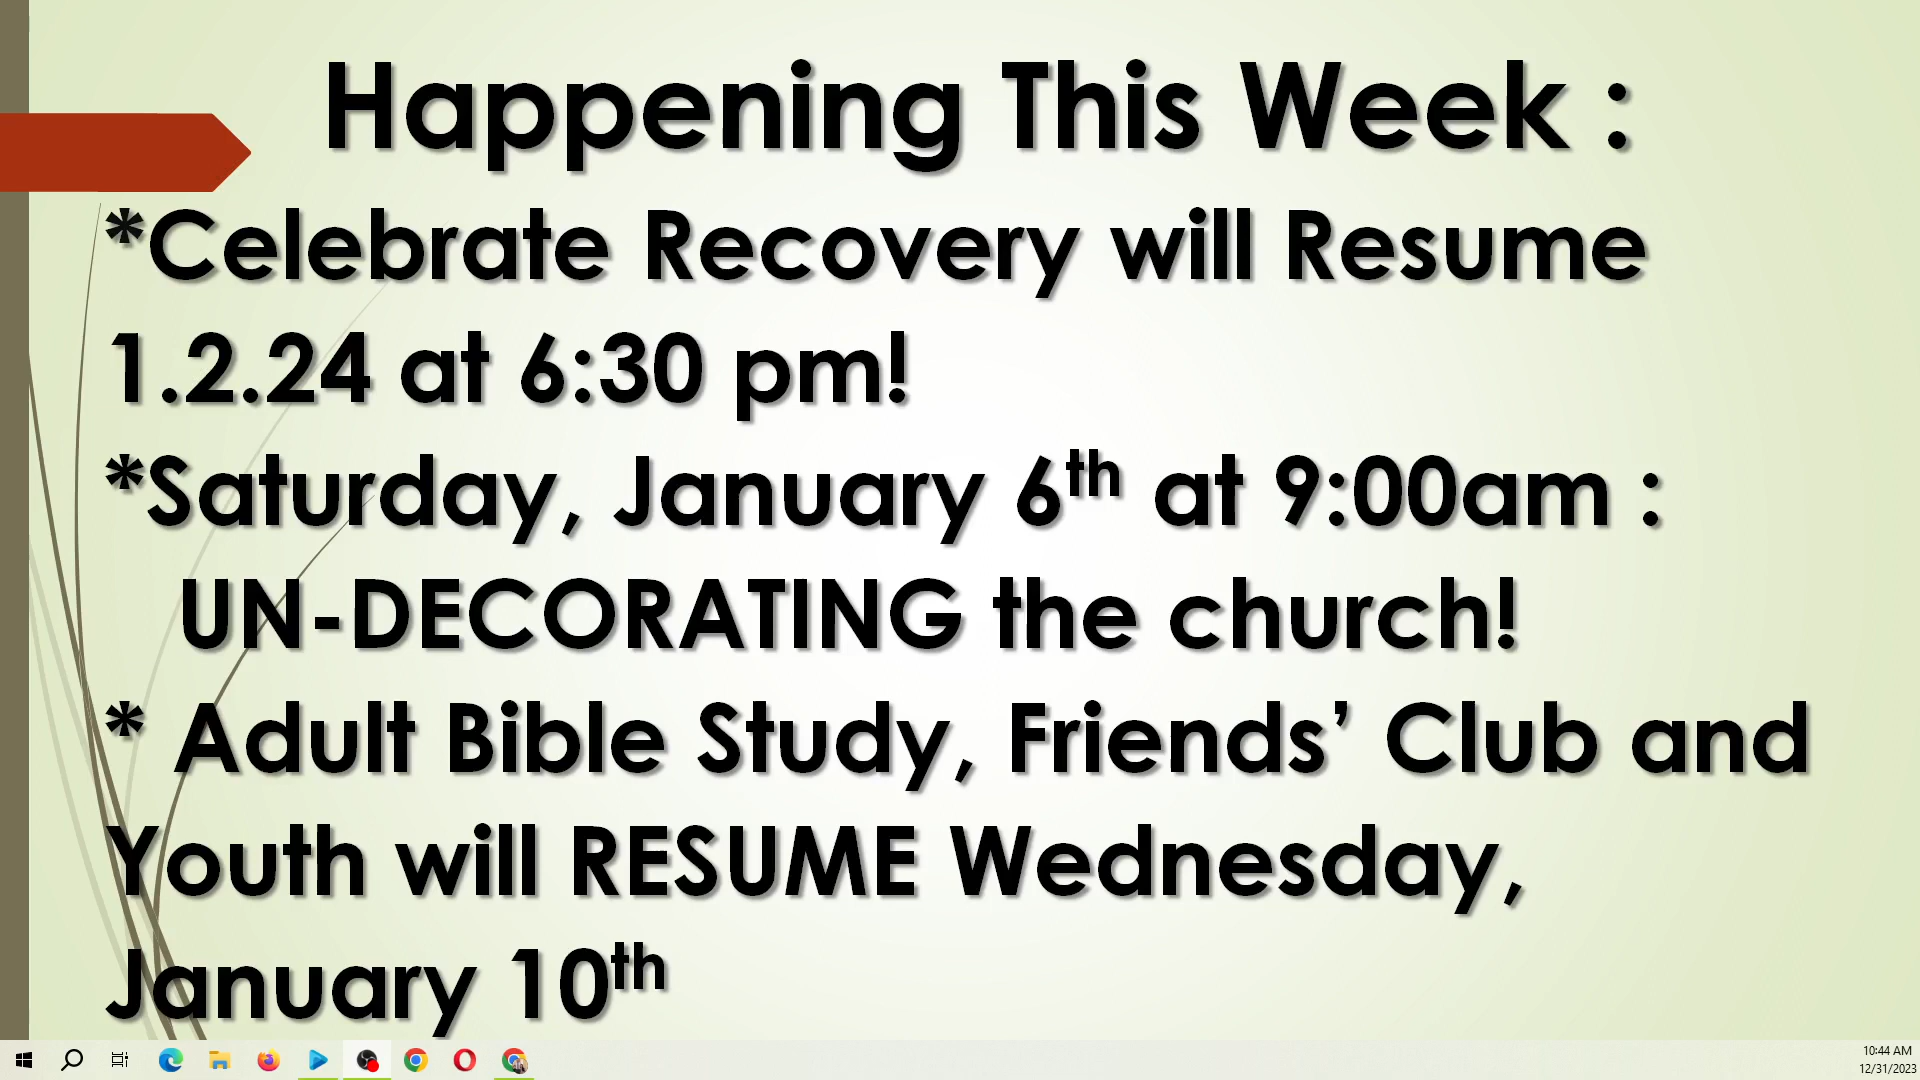 Happening This Week :
*Celebrate Recovery will Resume
1.2.24 at 6:30 pm!
*Saturday, January 6th at 9:00am :
UN-DECORATING the church!
* Adult Bible Study, Friends’ Club and
Youth will RESUME Wednesday,
January 10th
10:44 AM
12/31/2023